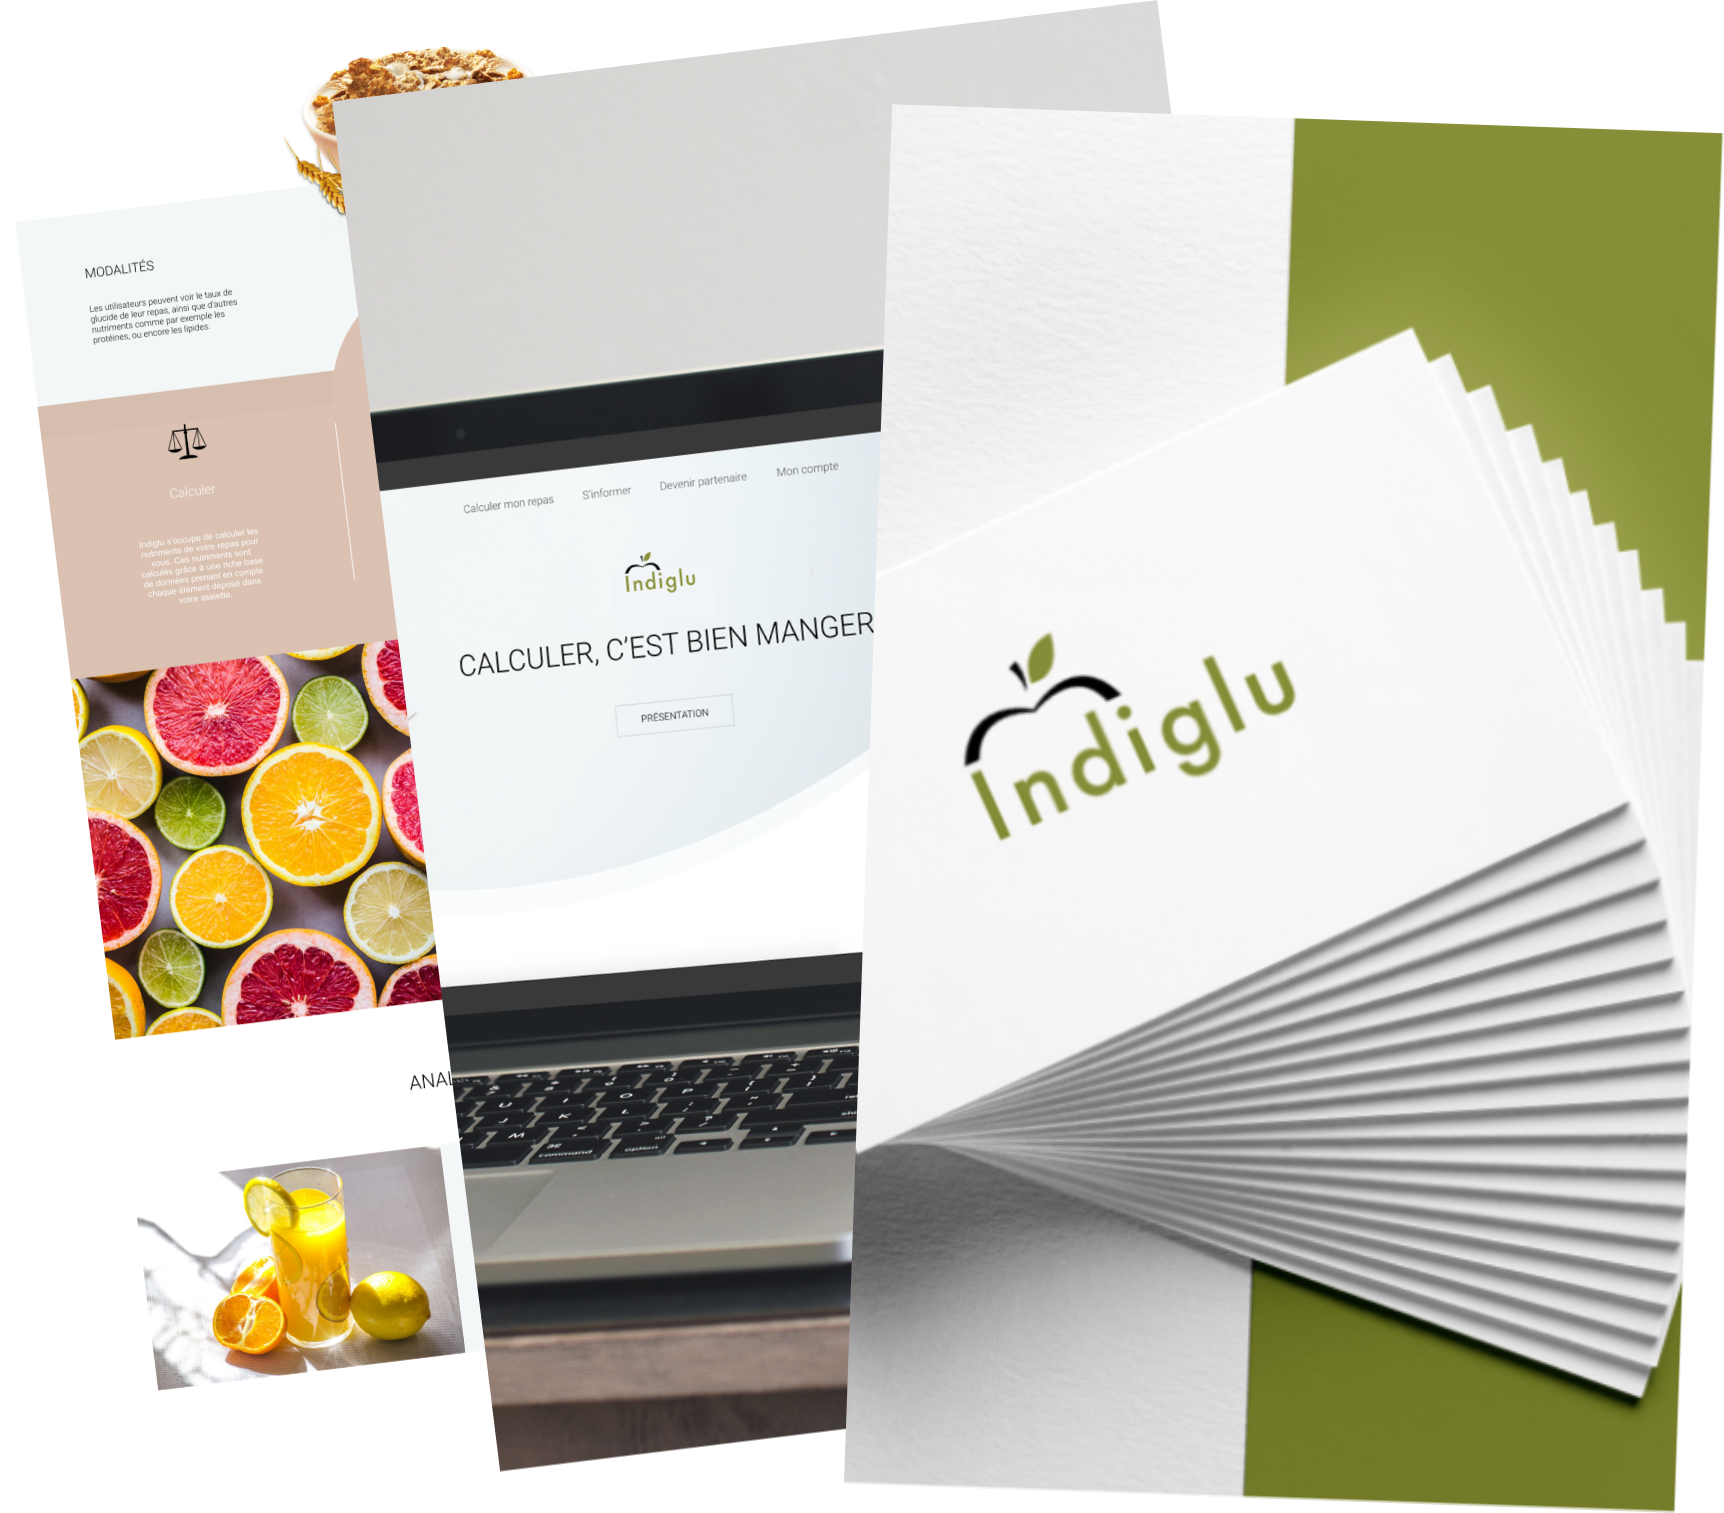 MODALITÉS
Les utilisateurs peuvent voir le taux de
glucide de leur repas, ainsi que d'autres
nutriments comme par exemple les
protéines, ou encore les lipides.
Calculer
Indiglu s'occupe de calculer les
nutriments de votre repas pour
vous. Ces nutriments sont
calculés grâce à une riche base
de données prenant en compte
chaque élément déposé dans
votre assiette.
ANAL
Calculer mon repas S'informer Devenir partenaire Mon compte
Indiglu
CALCULER, C'EST BIEN MANGER
PRÉSENTATION
U I O P
J K L
M
command option
Indiglu